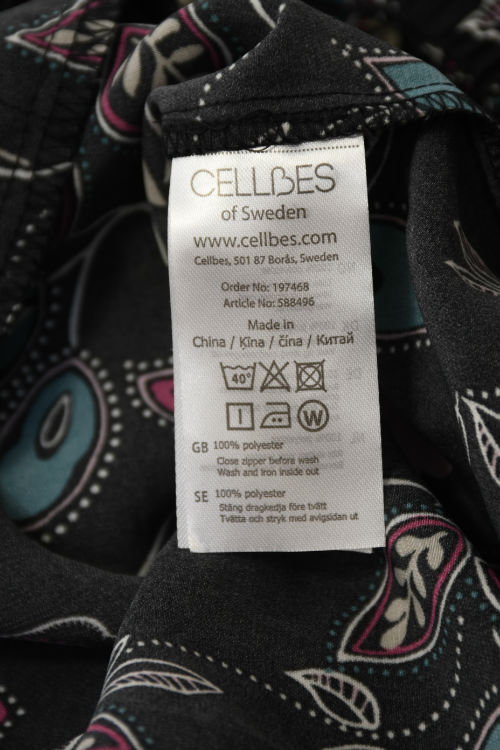 CELLBES
of Sweden
www.cellbes.com
Cellbes, 501 87 Borås, Sweden
Order No: 197468
Article No: 588496
Made in
China / Ķīna / čína / Китай
40°
W
GB 100% polyester
Close zipper before wash
Wash and iron inside out
SE 100% polyester
Stäng dragkedja före tvätt
Tvätta och stryk med avigsidan ut